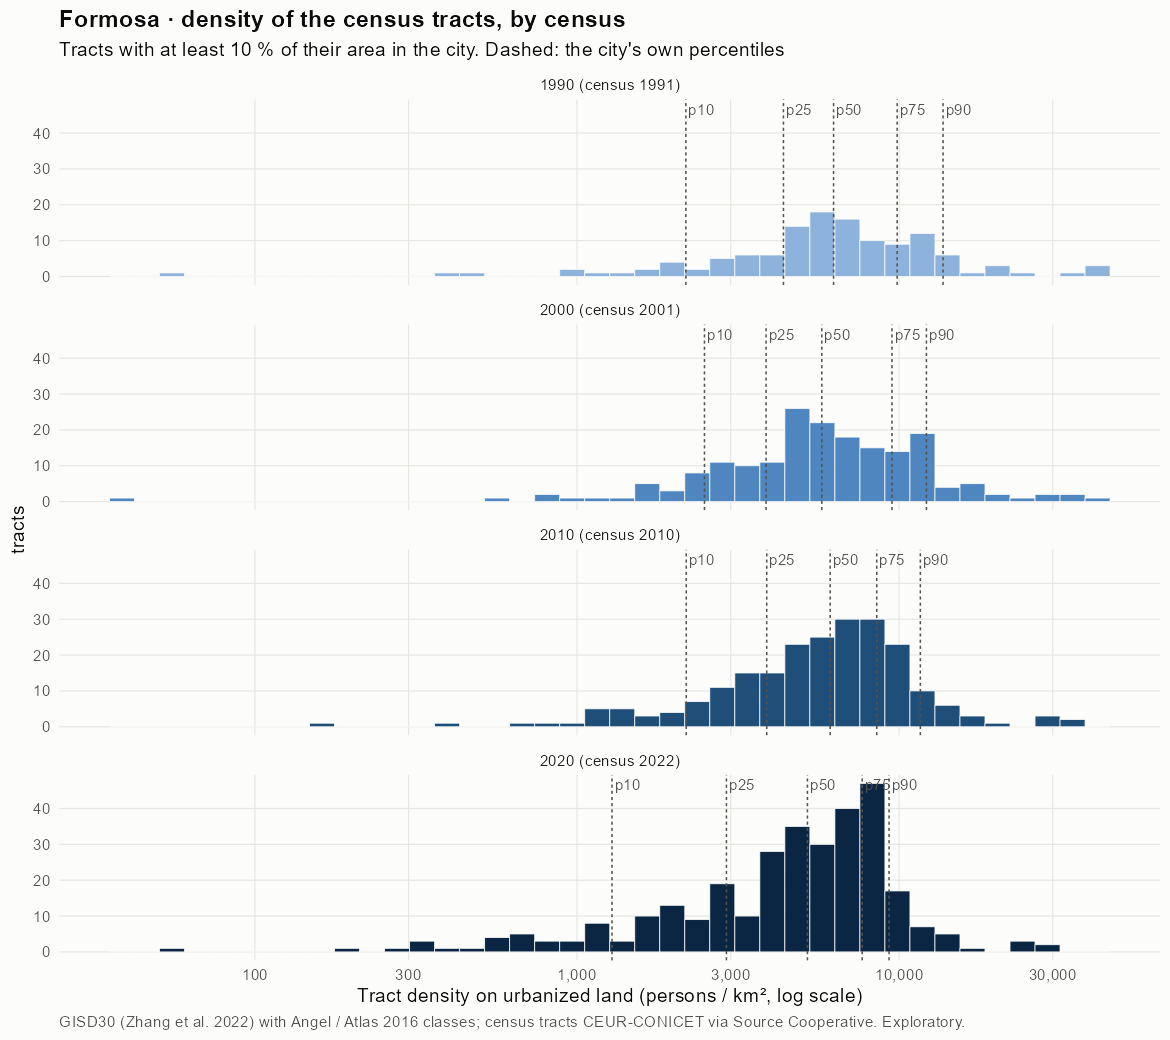 Formosa · density of the census tracts, by census
Tracts with at least 10 % of their area in the city. Dashed: the city's own percentiles
1990 (census 1991)
p10 p25 p50 p75 p90
40
30
20
10
0
2000 (census 2001)
p10 p25 p50 p75 p90
40
30
20
10
0
tracts
2010 (census 2010)
p10 p25 p50 p75 p90
40
30
20
10
0
2020 (census 2022)
p10 p25 p50 p75 p90
40
30
20
10
0
100 300 1,000 3,000 10,000 30,000
Tract density on urbanized land (persons / km², log scale)
GISD30 (Zhang et al. 2022) with Angel / Atlas 2016 classes; census tracts CEUR-CONICET via Source Cooperative. Exploratory.